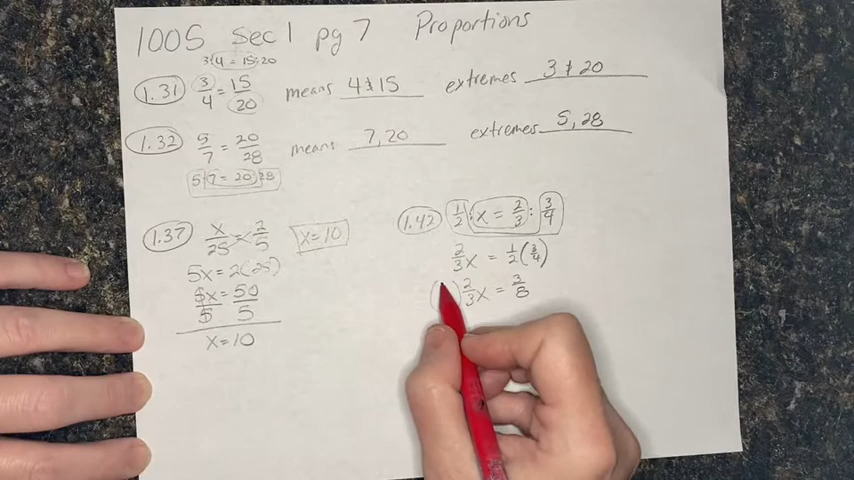 1005 Sec 1 pg 7 Proportions
3:4 = 15:20
1.31 3/4 = 15/20 means 4 & 15 extremes 3 & 20
1.32 5/7 = 20/28 means 7,20 extremes 5,28
5:7 = 20:28
1.37 x/25 = 2/5 x=10
5x = 2(25)
5x/5 = 50/5
x=10
1.42 1/2 : x = 2/3 : 3/4
2/3 x = 1/2 (3/4)
( ) 2/3 x = 3/8